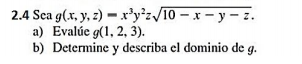 2.4 Sea g(x, y, z) = x³y²z√10 − x − y − z.
a) Evalúe g(1, 2, 3).
b) Determine y describa el dominio de g.